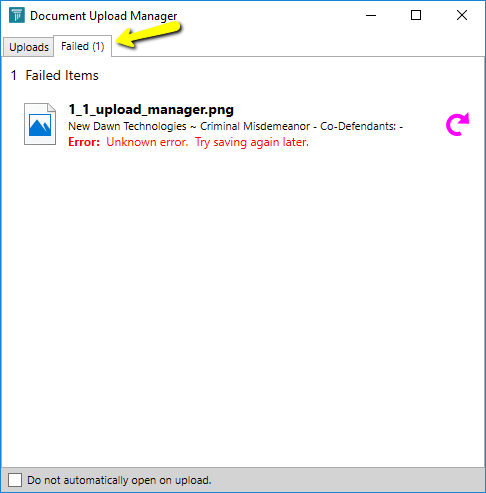 Document Upload Manager
Uploads
Failed (1)
1 Failed Items
1_1_upload_manager.png
New Dawn Technologies ~ Criminal Misdemeanor - Co-Defendants: -
Error: Unknown error. Try saving again later.
Do not automatically open on upload.